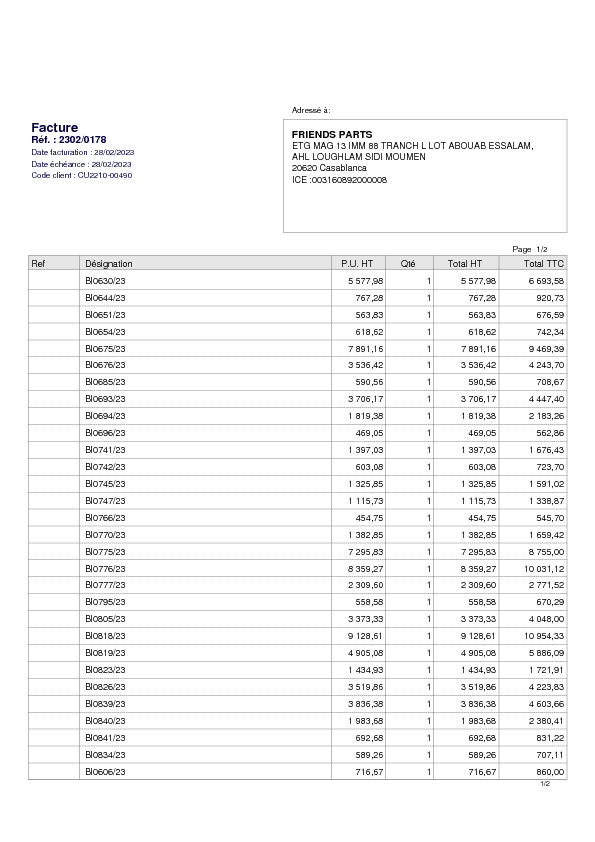 Adressé à:
Facture
Réf. : 2302/0178
Date facturation : 28/02/2023
Date échéance : 28/02/2023
Code client : CU2210-00490
FRIENDS PARTS
ETG MAG 13 IMM 88 TRANCH L LOT ABOUAB ESSALAM,
AHL LOUGHLAM SIDI MOUMEN
20620 Casablanca
ICE :003160892000008
Page 1/2
Ref Désignation P.U. HT Qté Total HT Total TTC
Bl0630/23 5 577,98 1 5 577,98 6 693,58
Bl0644/23 767,28 1 767,28 920,73
Bl0651/23 563,83 1 563,83 676,59
Bl0654/23 618,62 1 618,62 742,34
Bl0675/23 7 891,16 1 7 891,16 9 469,39
Bl0676/23 3 536,42 1 3 536,42 4 243,70
Bl0685/23 590,56 1 590,56 708,67
Bl0693/23 3 706,17 1 3 706,17 4 447,40
Bl0694/23 1 819,38 1 1 819,38 2 183,26
Bl0696/23 469,05 1 469,05 562,86
Bl0741/23 1 397,03 1 1 397,03 1 676,43
Bl0742/23 603,08 1 603,08 723,70
Bl0745/23 1 325,85 1 1 325,85 1 591,02
Bl0747/23 1 115,73 1 1 115,73 1 338,87
Bl0766/23 454,75 1 454,75 545,70
Bl0770/23 1 382,85 1 1 382,85 1 659,42
Bl0775/23 7 295,83 1 7 295,83 8 755,00
Bl0776/23 8 359,27 1 8 359,27 10 031,12
Bl0777/23 2 309,60 1 2 309,60 2 771,52
Bl0795/23 558,58 1 558,58 670,29
Bl0805/23 3 373,33 1 3 373,33 4 048,00
Bl0818/23 9 128,61 1 9 128,61 10 954,33
Bl0819/23 4 905,08 1 4 905,08 5 886,09
Bl0823/23 1 434,93 1 1 434,93 1 721,91
Bl0826/23 3 519,86 1 3 519,86 4 223,83
Bl0839/23 3 836,38 1 3 836,38 4 603,66
Bl0840/23 1 983,68 1 1 983,68 2 380,41
Bl0841/23 692,68 1 692,68 831,22
Bl0834/23 589,26 1 589,26 707,11
Bl0606/23 716,67 1 716,67 860,00
1/2